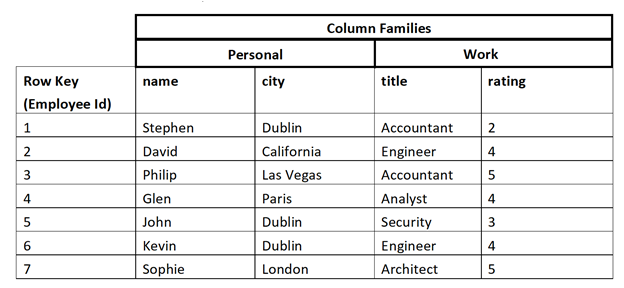 Column Families
Personal Work
Row Key name city title rating
(Employee Id)
1 Stephen Dublin Accountant 2
2 David California Engineer 4
3 Philip Las Vegas Accountant 5
4 Glen Paris Analyst 4
5 John Dublin Security 3
6 Kevin Dublin Engineer 4
7 Sophie London Architect 5